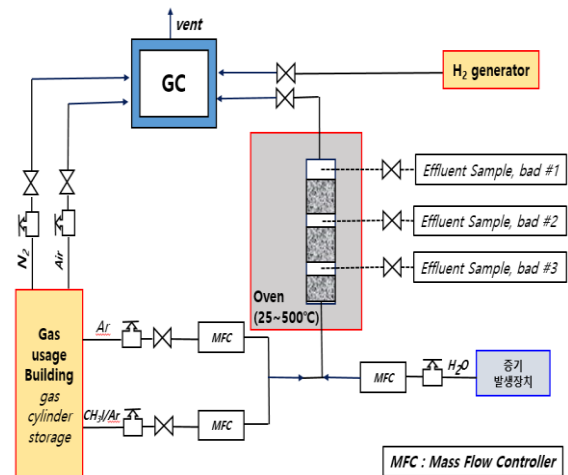 vent
GC
H₂ generator
N₂
Air
Effluent Sample, bad #1
Effluent Sample, bad #2
Effluent Sample, bad #3
Oven
(25~500℃)
Gas
usage
Building
gas
cylinder
storage
Ar
MFC
CH₃I/Ar
MFC
MFC
H₂O
증기
발생장치
MFC : Mass Flow Controller